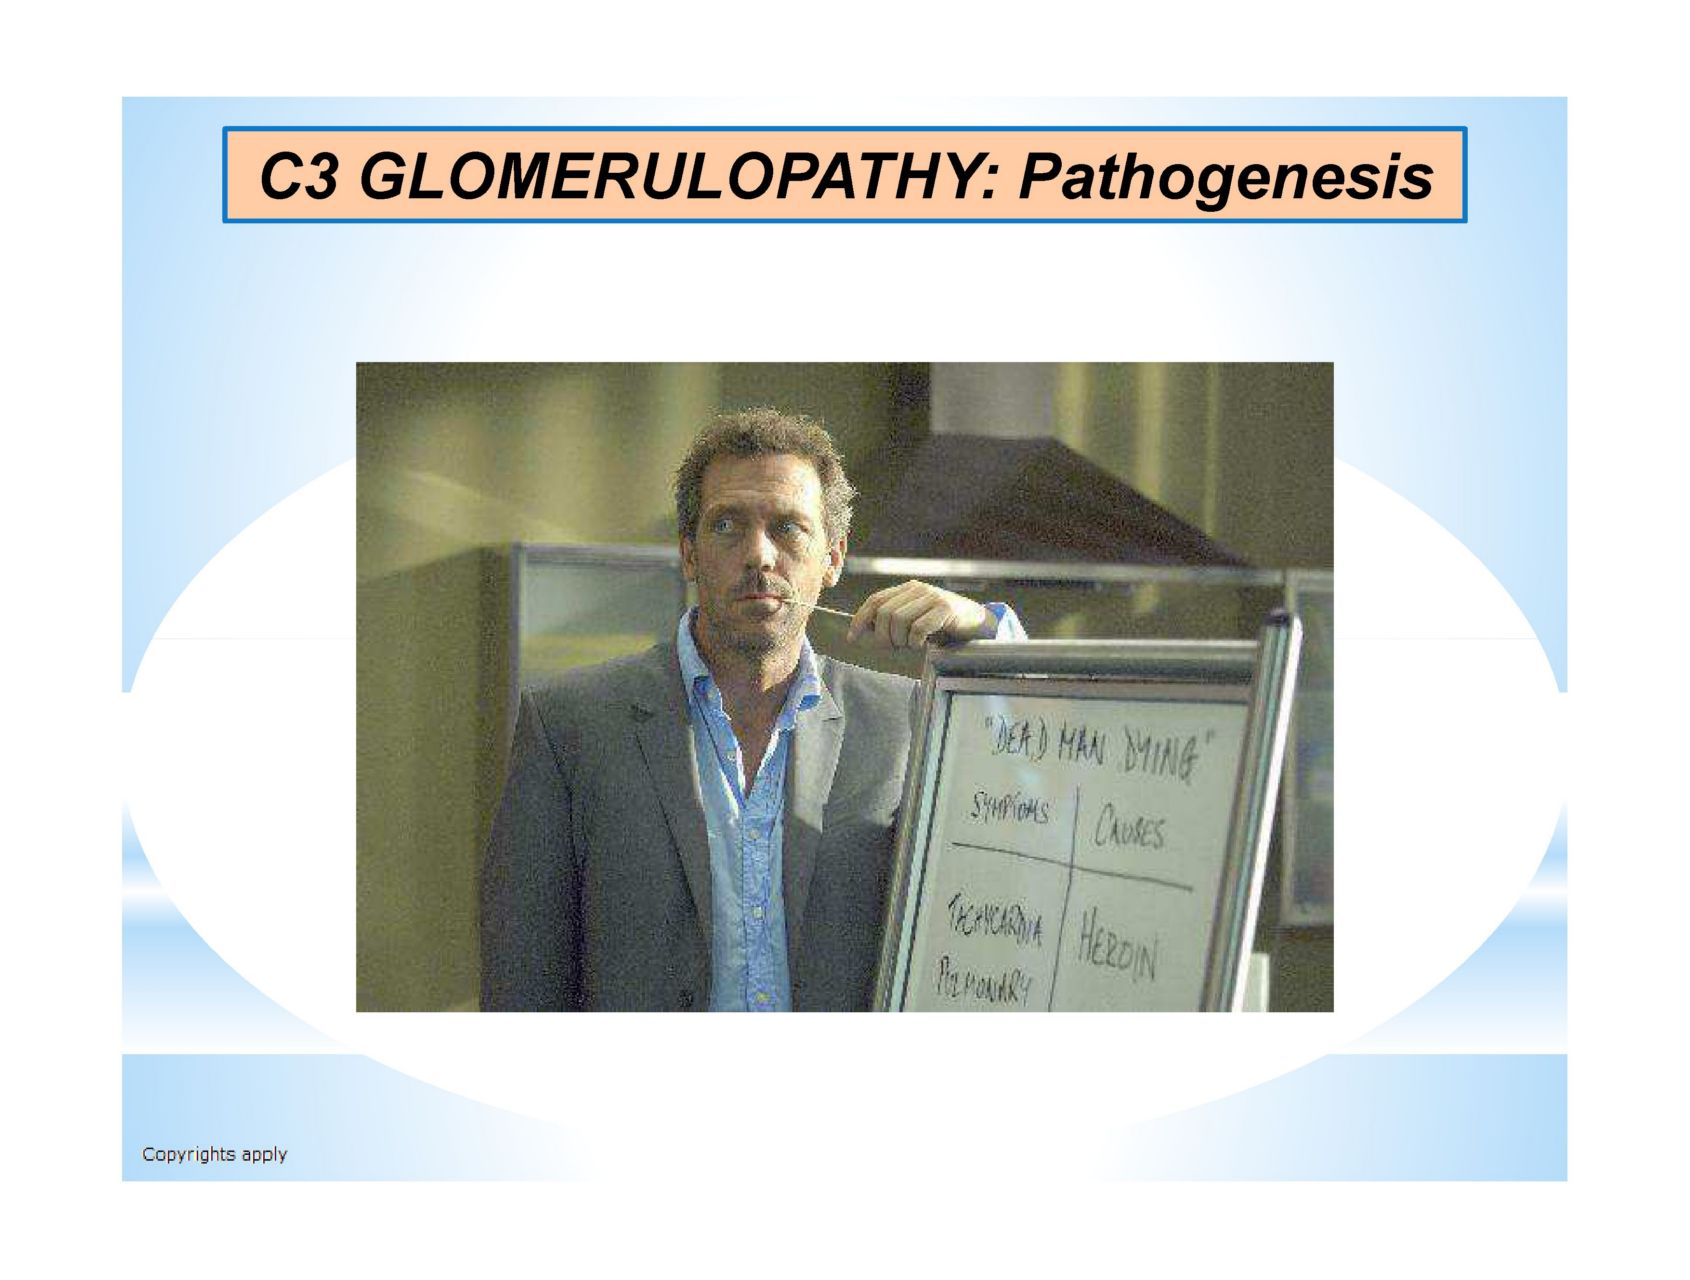 C3 GLOMERULOPATHY: Pathogenesis
"DEAD MAN DYING"
SYMPTOMS
CAUSES
TACHYCARDIA
HEROIN
PULMONARY
Copyrights apply